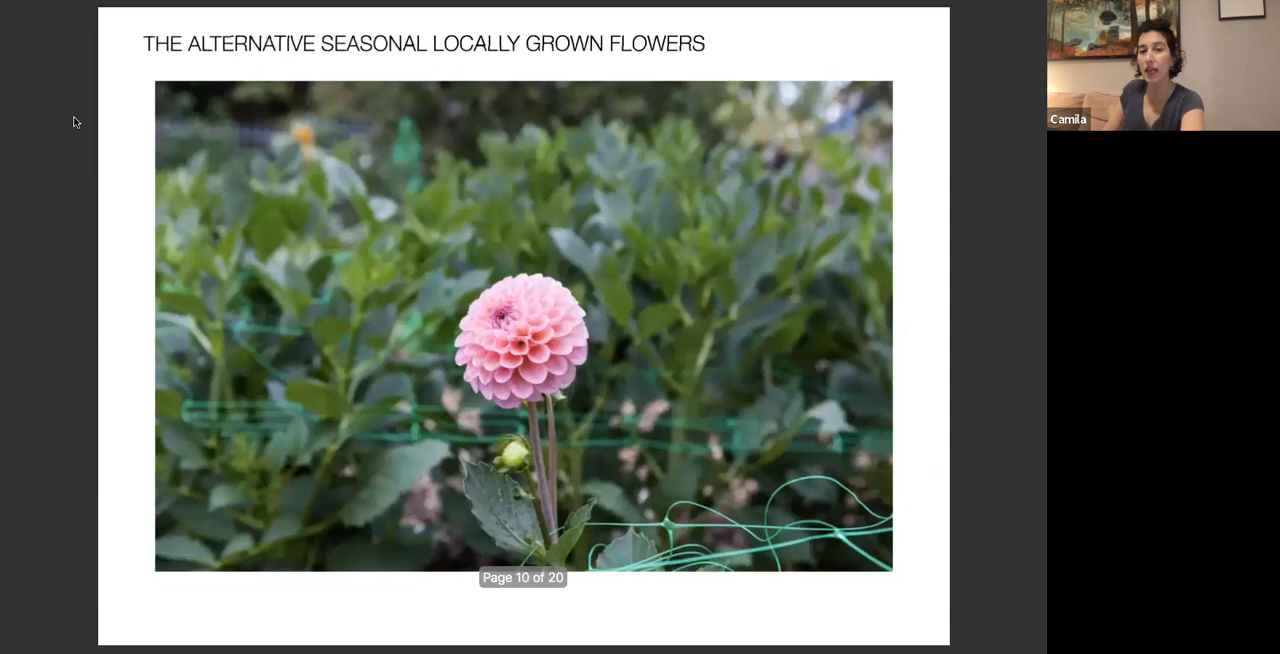 THE ALTERNATIVE SEASONAL LOCALLY GROWN FLOWERS
Camila
Page 10 of 20